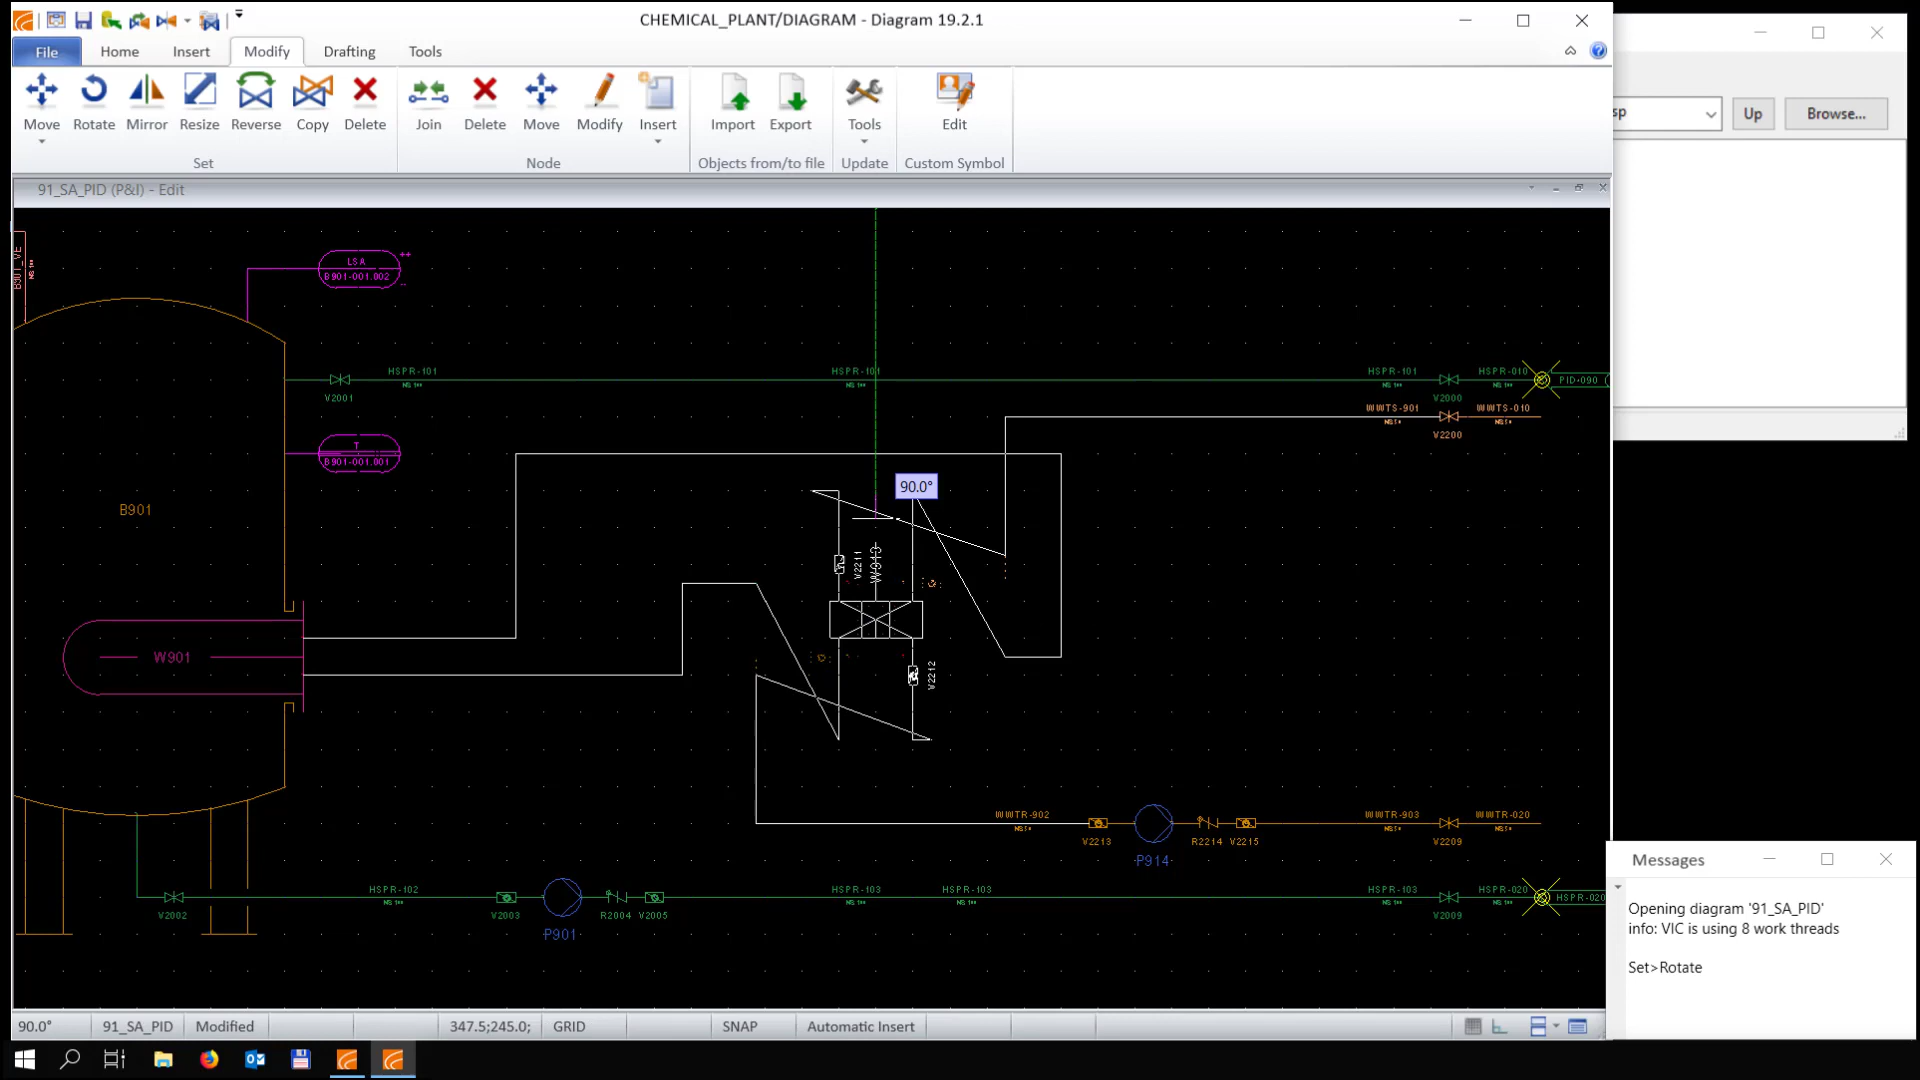 CHEMICAL_PLANT/DIAGRAM - Diagram 19.2.1
File
Home
Insert
Modify
Drafting
Tools
Move
Rotate
Mirror
Resize
Reverse
Copy
Delete
Join
Delete
Move
Modify
Insert
Import
Export
Tools
Edit
Set
Node
Objects from/to file
Update
Custom Symbol
sp
Up
Browse...
91_SA_PID (P&I) - Edit
B901_VE
LSA
B901-001.002
HSPR-101
HSPR-101
HSPR-101
HSPR-010
V2001
V2000
PID-090
WWTS-901
WWTS-010
V2200
T
B901-001.001
90.0°
B901
V2211
W913
W901
V2212
WWTR-902
WWTR-903
WWTR-020
V2213
R2214
V2215
V2209
P914
HSPR-102
HSPR-103
HSPR-103
HSPR-103
HSPR-020
HSPR-020
V2002
V2003
R2004
V2005
V2009
P901
Messages
Opening diagram '91_SA_PID'
info: VIC is using 8 work threads
Set>Rotate
90.0°
91_SA_PID
Modified
347.5;245.0;
GRID
SNAP
Automatic Insert